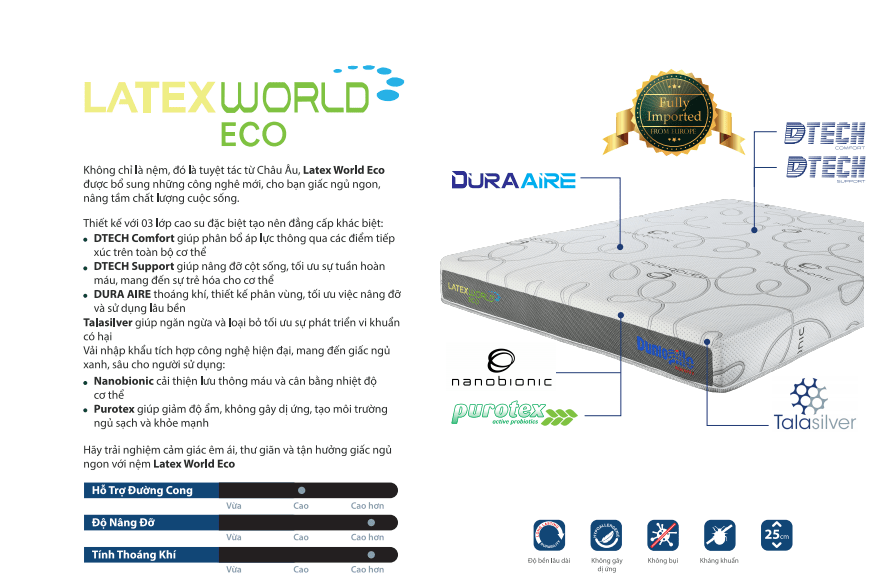 LATEXWORLD
ECO
Không chỉ là nệm, đó là tuyệt tác từ Châu Âu, Latex World Eco
được bổ sung những công nghê mới, cho bạn giấc ngủ ngon,
nâng tầm chất lượng cuộc sống.
Thiết kế với 03 lớp cao su đặc biệt tạo nên đẳng cấp khác biệt:
• DTECH Comfort giúp phân bổ áp lực thông qua các điểm tiếp
xúc trên toàn bộ cơ thể
• DTECH Support giúp nâng đỡ cột sống, tối ưu sự tuần hoàn
máu, mang đến sự trẻ hóa cho cơ thể
• DURA AIRE thoáng khí, thiết kế phân vùng, tối ưu việc nâng đỡ
và sử dụng lâu bền
Talasilver giúp ngăn ngừa và loại bỏ tối ưu sự phát triển vi khuẩn
có hại
Vải nhập khẩu tích hợp công nghệ hiện đại, mang đến giấc ngủ
xanh, sâu cho người sử dụng:
• Nanobionic cải thiện lưu thông máu và cân bằng nhiệt độ
cơ thể
• Purotex giúp giảm độ ẩm, không gây dị ứng, tạo môi trường
ngủ sạch và khỏe mạnh
Hãy trải nghiệm cảm giác êm ái, thư giãn và tận hưởng giấc ngủ
ngon với nệm Latex World Eco
Hỗ Trợ Đường Cong
Vừa Cao Cao hơn
Độ Nâng Đỡ
Vừa Cao Cao hơn
Tính Thoáng Khí
Vừa Cao Cao hơn
Fully
Imported
FROM EUROPE
DTECH
COMFORT
DTECH
SUPPORT
DURAAIRE
LATEXWORLD
nanobionic
purotex
active probiotics
Talasilver
HYPOALLERGENIC
25cm
Độ bền lâu dài
Không gây
dị ứng
Không bụi
Kháng khuẩn